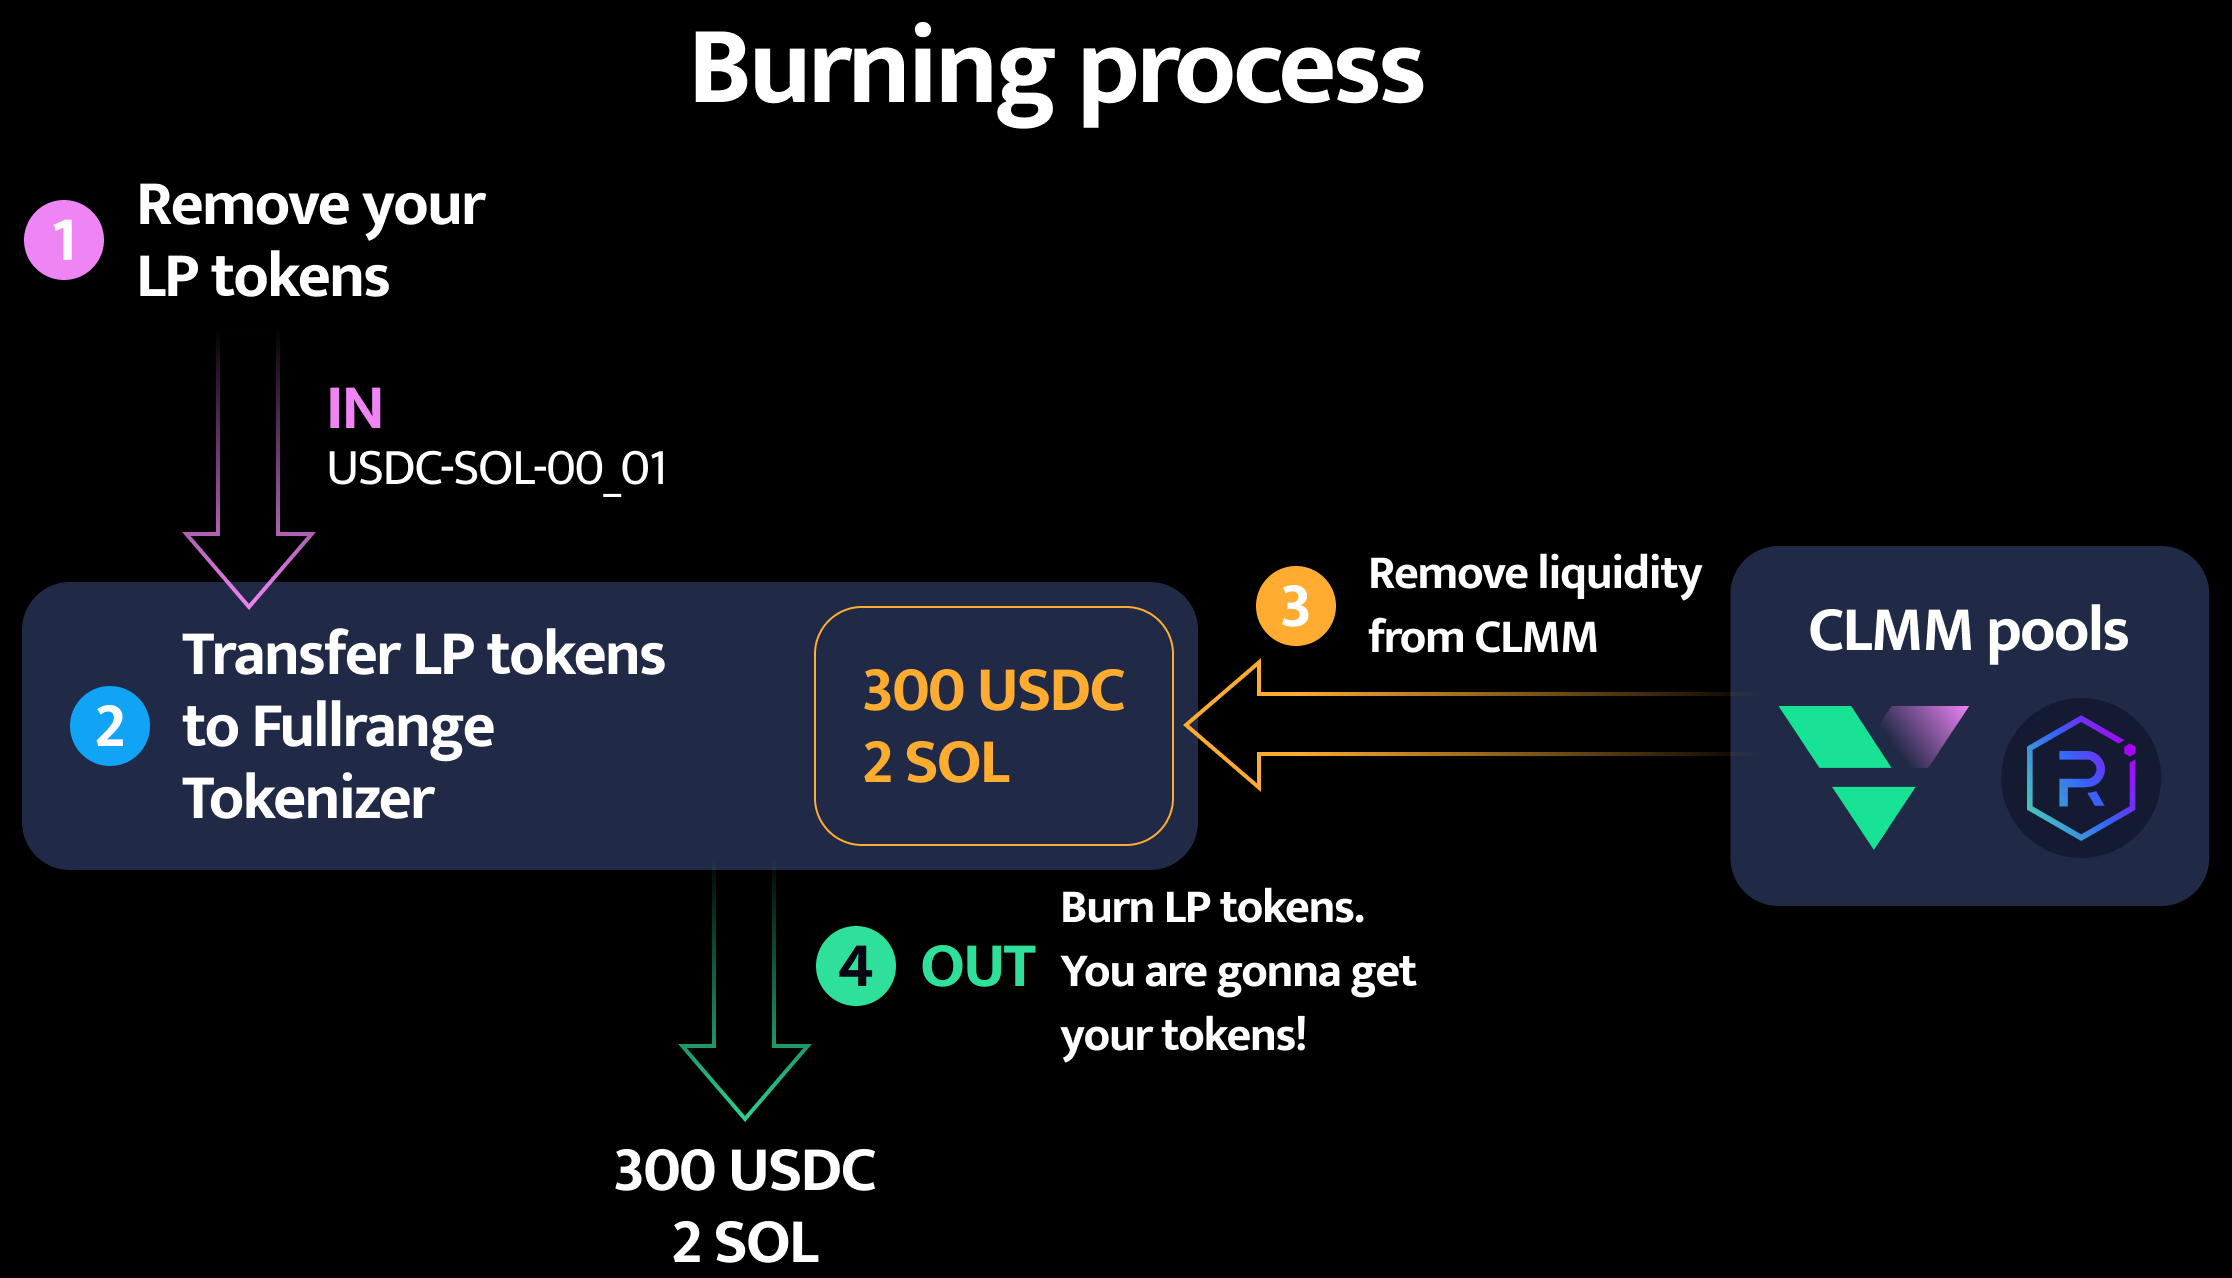 Burning process
1
Remove your
LP tokens
IN
USDC-SOL-00_01
2
Transfer LP tokens
to Fullrange
Tokenizer
300 USDC
2 SOL
3
Remove liquidity
from CLMM
CLMM pools
R
4
OUT
Burn LP tokens.
You are gonna get
your tokens!
300 USDC
2 SOL